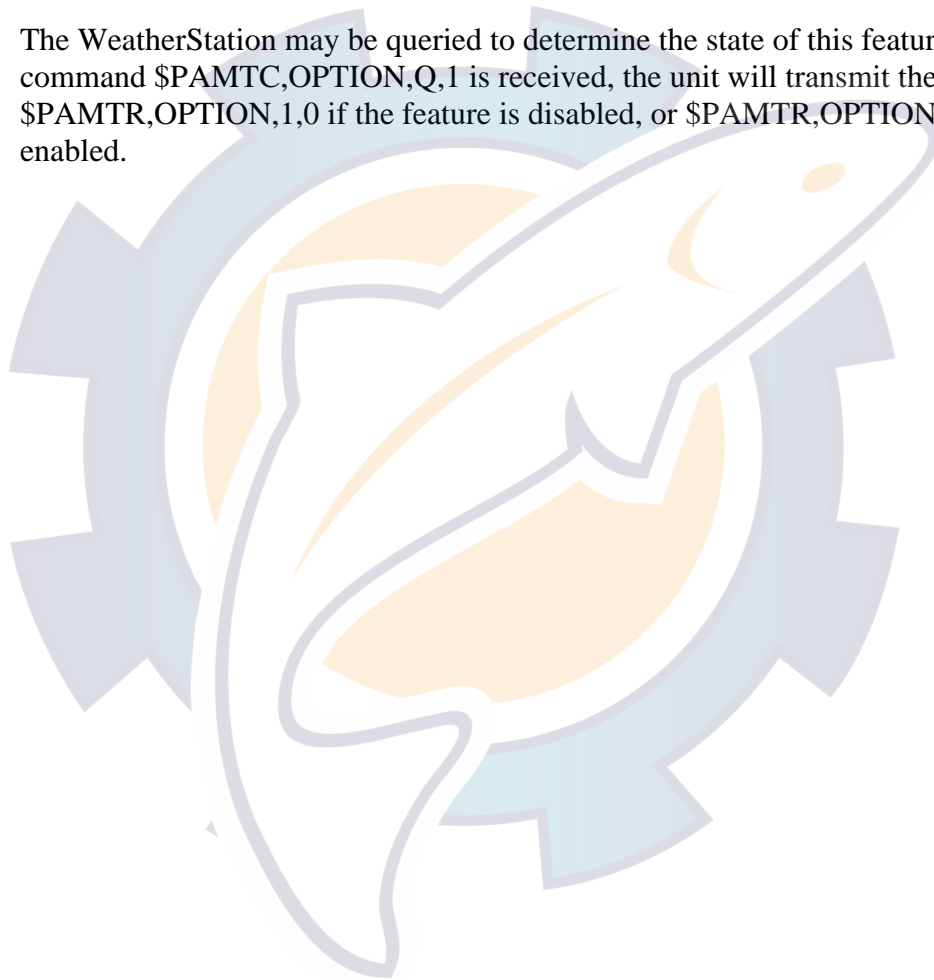 The WeatherStation may be queried to determine the state of this featur
command $PAMTC,OPTION,Q,1 is received, the unit will transmit the
$PAMTR,OPTION,1,0 if the feature is disabled, or $PAMTR,OPTION
enabled.